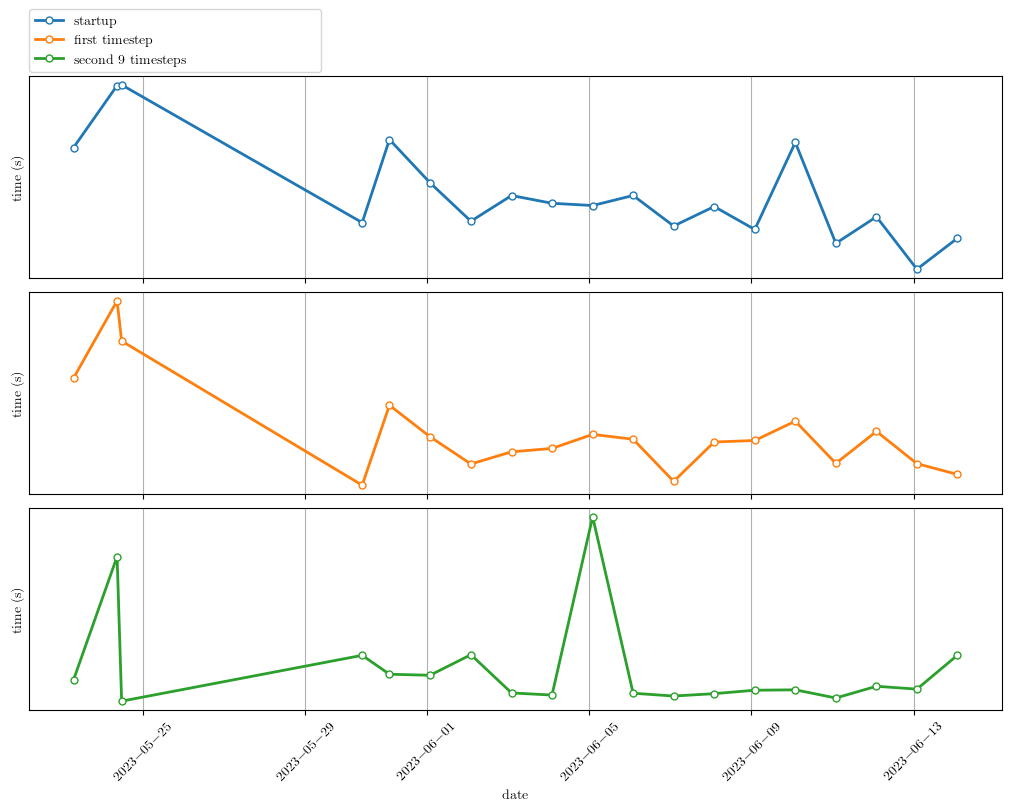 startup
first timestep
second 9 timesteps
time (s)
time (s)
time (s)
2023−05−25
2023−05−29
2023−06−01
2023−06−05
2023−06−09
2023−06−13
date